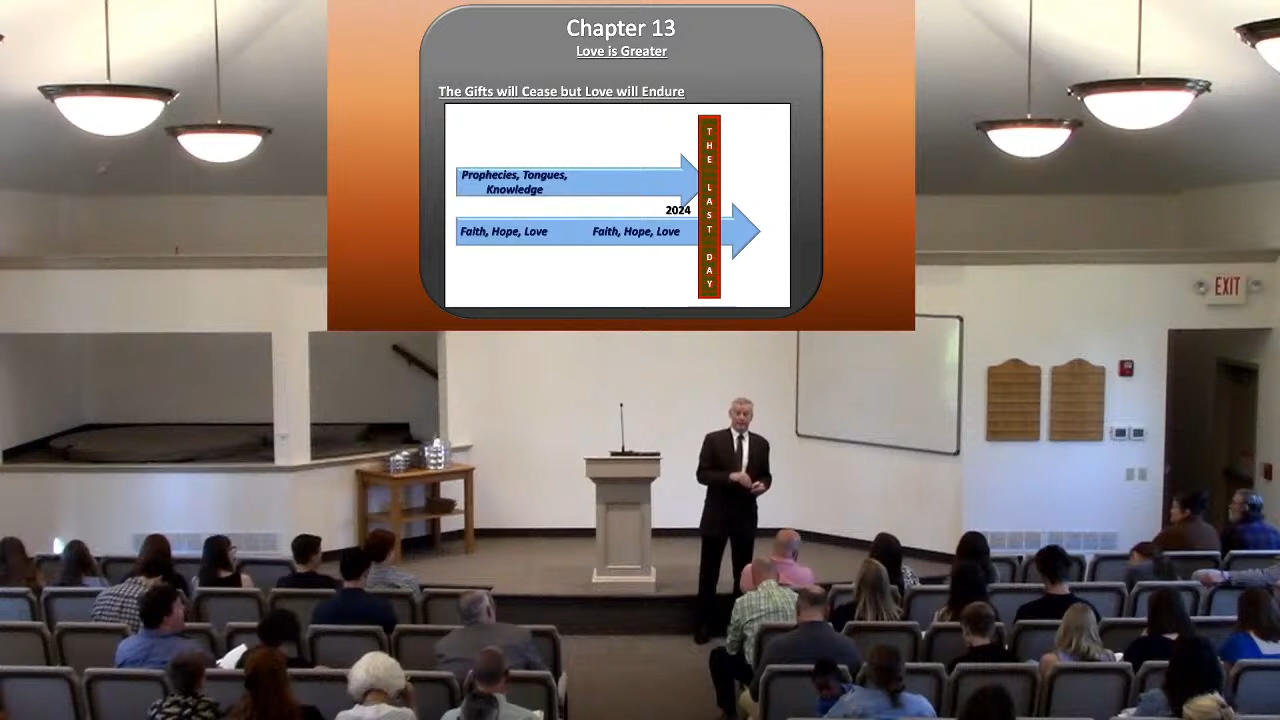 Chapter 13
Love is Greater
The Gifts will Cease but Love will Endure
Prophecies, Tongues,
Knowledge
2024
Faith, Hope, Love
Faith, Hope, Love
THE LAST DAY
EXIT